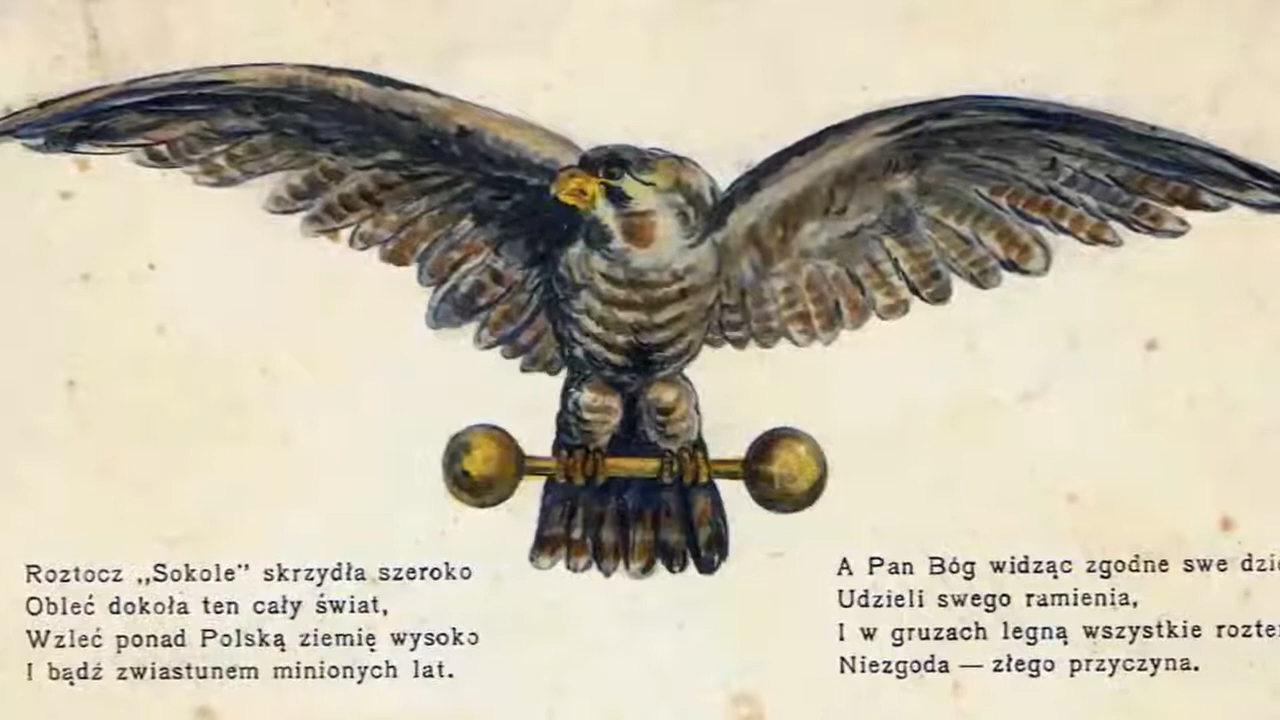 Roztocz „Sokole" skrzydła szeroko
Obleć dokoła ten cały świat,
Wzleć ponad Polską ziemię wysoko
I bądź zwiastunem minionych lat.
A Pan Bóg widząc zgodne swe
Udzieli swego ramienia,
I w gruzach legną wszystkie
Niezgoda — złego przyczyna.